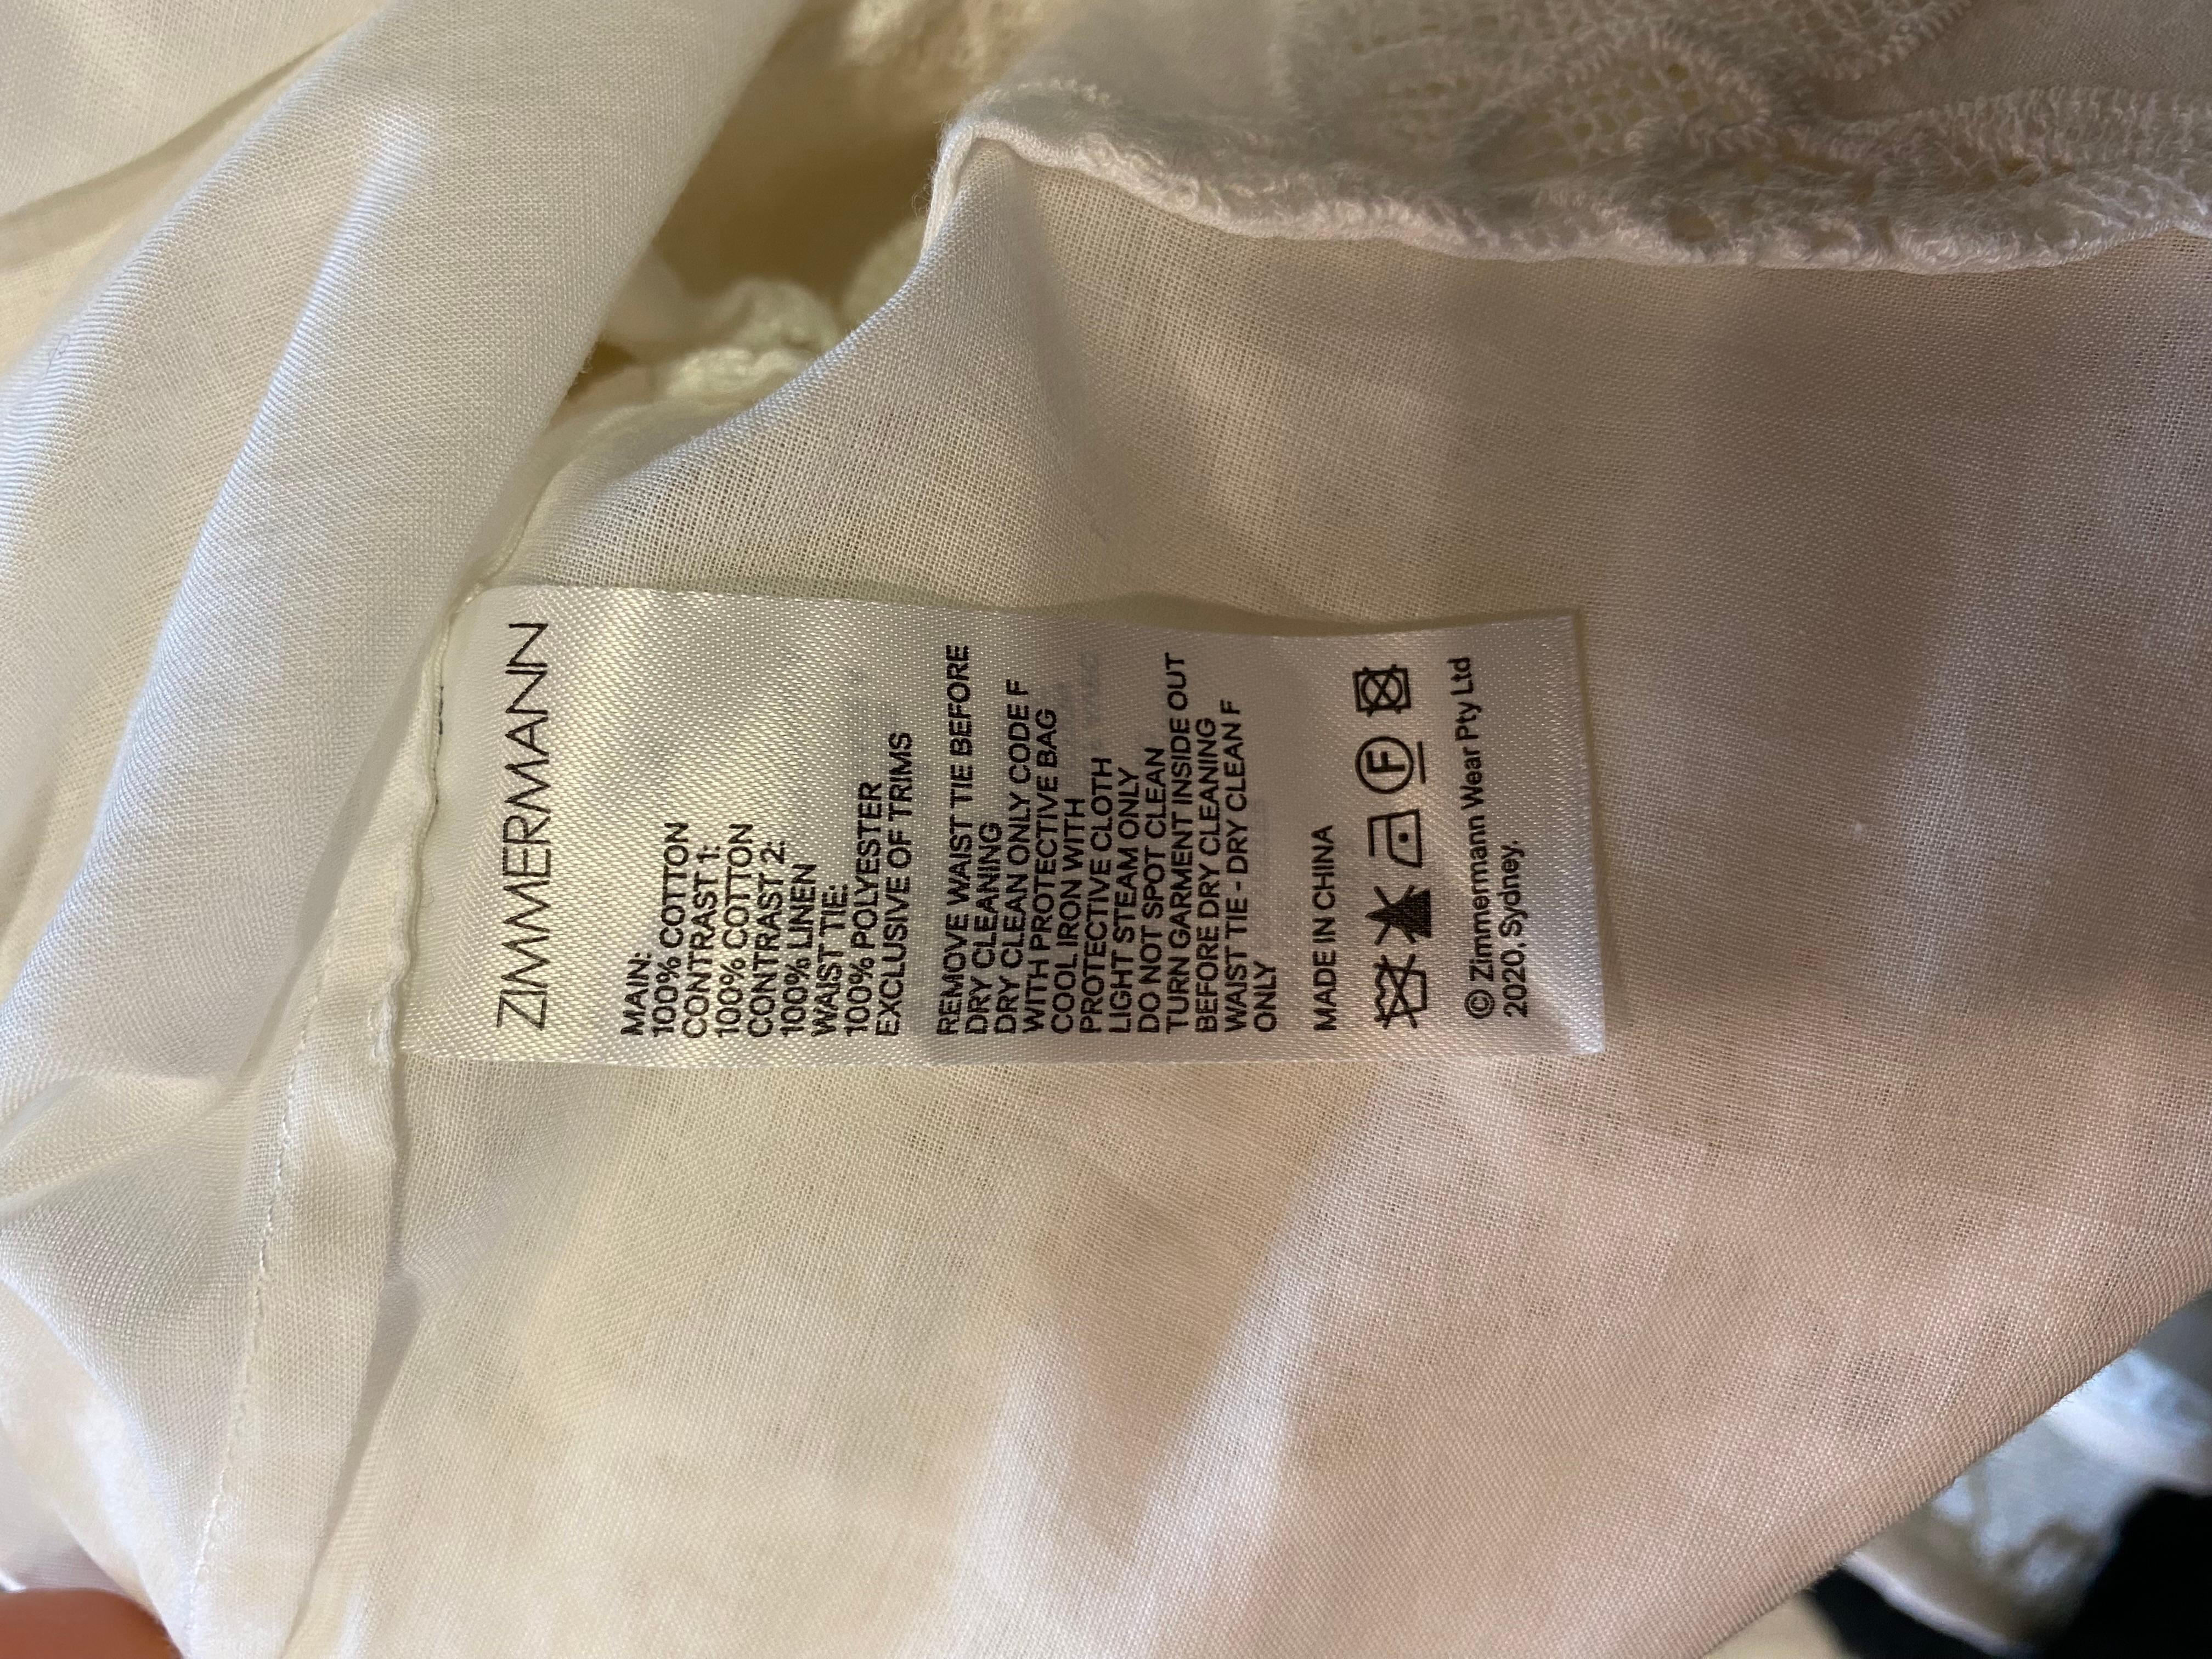 ZIMMERMANN
MAIN:
100% COTTON
CONTRAST 1:
100% COTTON
CONTRAST 2:
100% LINEN
WAIST TIE:
100% POLYESTER
EXCLUSIVE OF TRIMS
REMOVE WAIST TIE BEFORE
DRY CLEANING
DRY CLEAN ONLY CODE F
WITH PROTECTIVE BAG
COOL IRON WITH
PROTECTIVE CLOTH
LIGHT STEAM ONLY
DO NOT SPOT CLEAN
TURN GARMENT INSIDE OUT
BEFORE DRY CLEANING
WAIST TIE - DRY CLEAN F
ONLY
MADE IN CHINA
F
© Zimmermann Wear Pty Ltd
2020, Sydney.